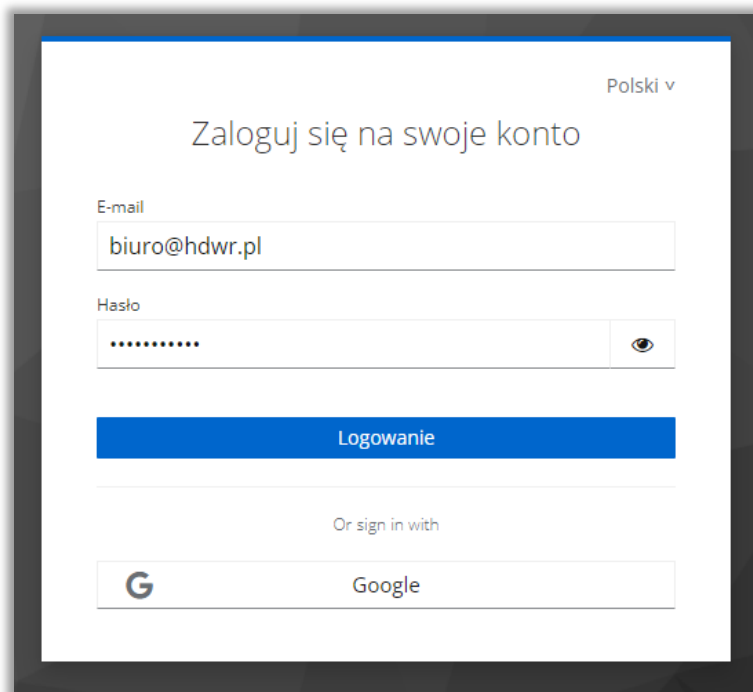 Polski v
Zaloguj się na swoje konto
E-mail
biuro@hdwr.pl
Hasło
•••••••••••
Logowanie
Or sign in with
G Google